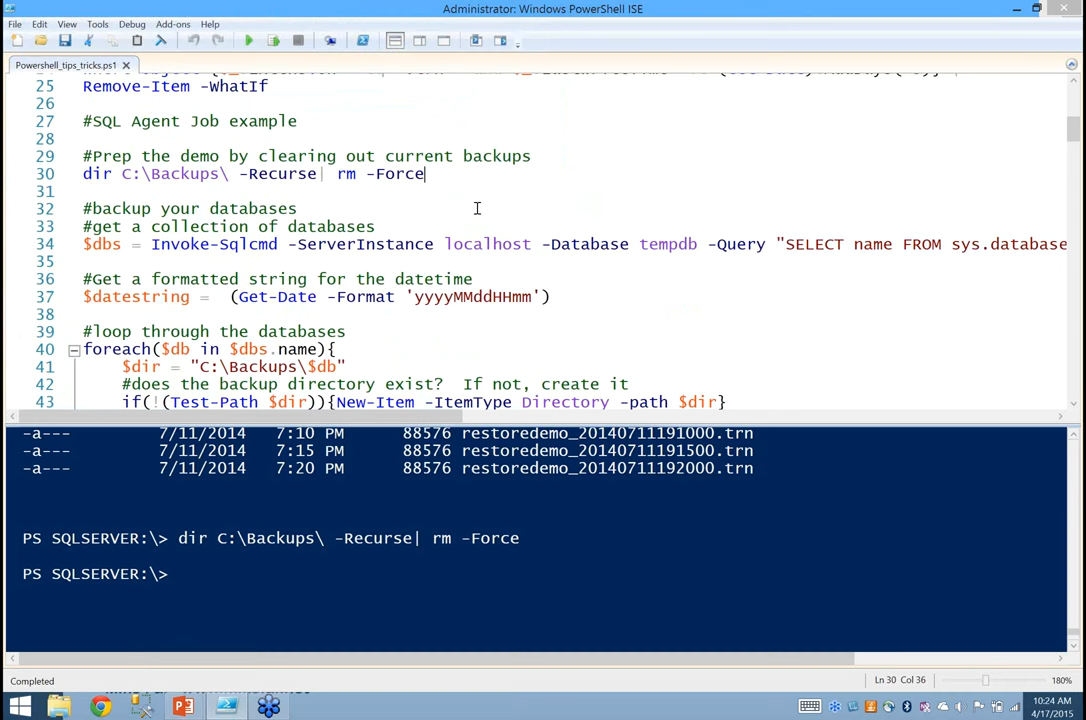 Administrator: Windows PowerShell ISE
File Edit View Tools Debug Add-ons Help
Powershell_tips_tricks.ps1
25 Remove-Item -WhatIf
26
27 #SQL Agent Job example
28
29 #Prep the demo by clearing out current backups
30 dir C:\Backups\ -Recurse| rm -Force
31
32 #backup your databases
33 #get a collection of databases
34 $dbs = Invoke-Sqlcmd -ServerInstance localhost -Database tempdb -Query "SELECT name FROM sys.database
35
36 #Get a formatted string for the datetime
37 $datestring = (Get-Date -Format 'yyyyMMddHHmm')
38
39 #loop through the databases
40 foreach($db in $dbs.name){
41 $dir = "C:\Backups\$db"
42 #does the backup directory exist? If not, create it
43 if(!(Test-Path $dir)){New-Item -ItemType Directory -path $dir}
-a--- 7/11/2014 7:10 PM 88576 restoredemo_20140711191000.trn
-a--- 7/11/2014 7:15 PM 88576 restoredemo_20140711191500.trn
-a--- 7/11/2014 7:20 PM 88576 restoredemo_20140711192000.trn
PS SQLSERVER:\> dir C:\Backups\ -Recurse| rm -Force
PS SQLSERVER:\>
Completed Ln 30 Col 36 180%
10:24 AM
4/17/2015